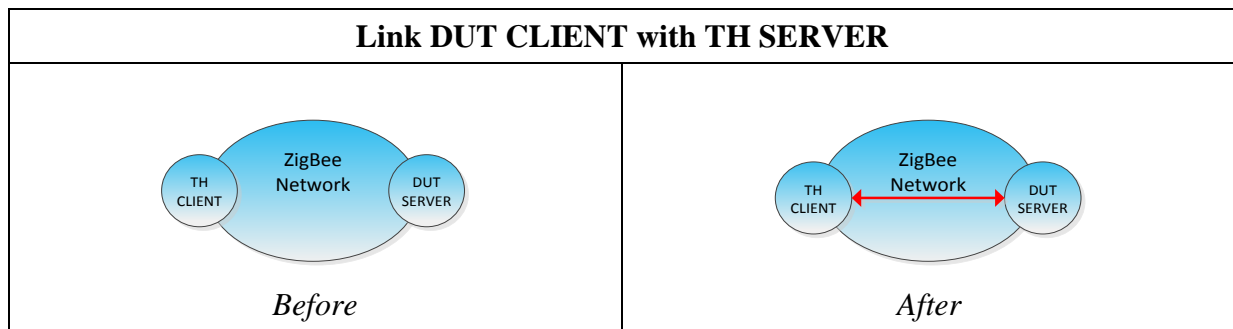 Link DUT CLIENT with TH SERVER
ZigBee
Network
TH
CLIENT
DUT
SERVER
Before
ZigBee
Network
TH
CLIENT
DUT
SERVER
After